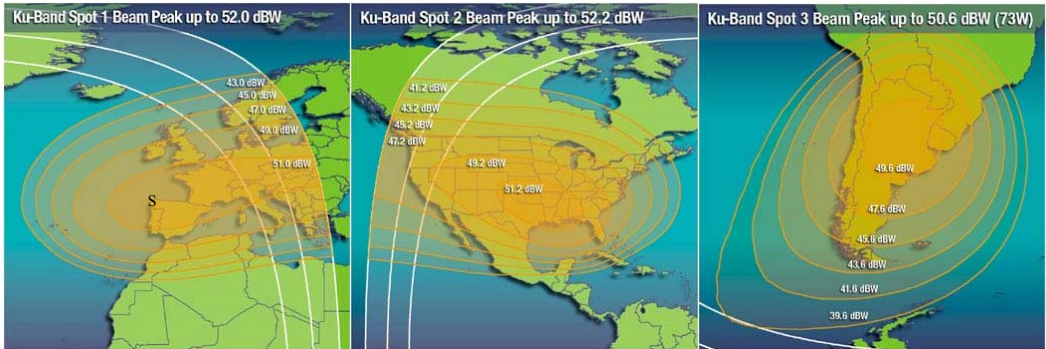 Ku-Band Spot 1 Beam Peak up to 52.0 dBW
43.0 dBW
45.0 dBW
47.0 dBW
49.0 dBW
51.0 dBW
S
Ku-Band Spot 2 Beam Peak up to 52.2 dBW
41.2 dBW
43.2 dBW
45.2 dBW
47.2 dBW
49.2 dBW
51.2 dBW
Ku-Band Spot 3 Beam Peak up to 50.6 dBW (73W)
49.6 dBW
47.6 dBW
45.6 dBW
43.6 dBW
41.6 dBW
39.6 dBW